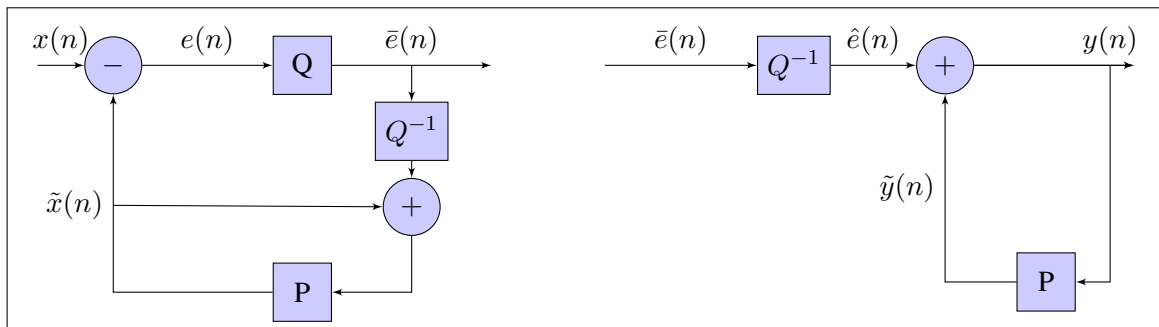 x(n)
−
e(n)
Q
ē(n)
Q⁻¹
x̃(n)
+
P
ē(n)
Q⁻¹
ê(n)
+
y(n)
ỹ(n)
P